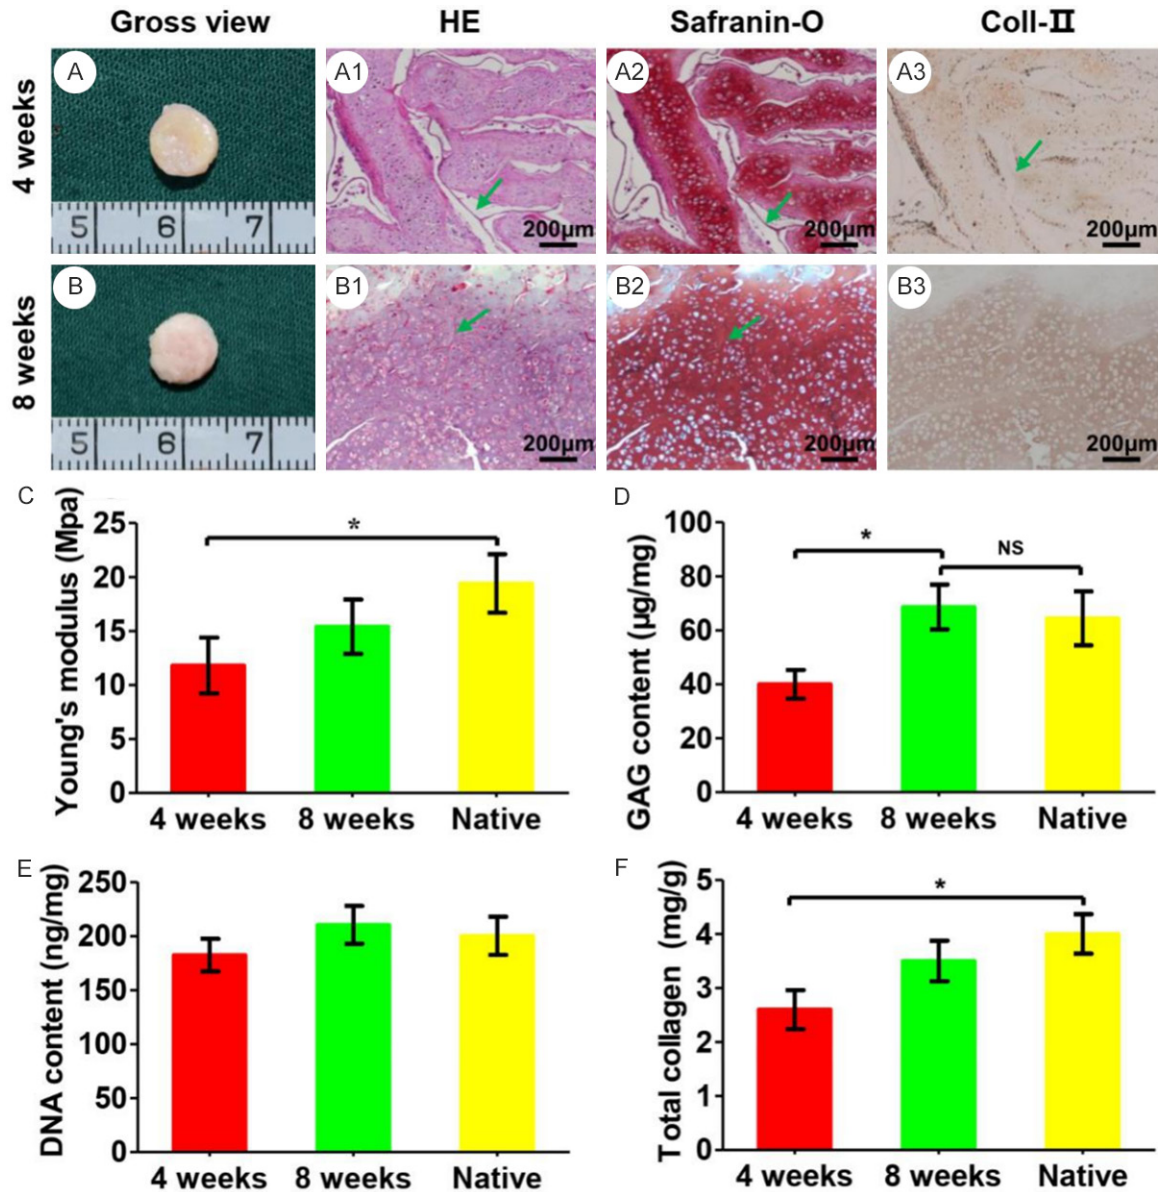 Gross view HE Safranin-O Coll-Ⅱ
4 weeks
A A1 A2 A3
5 6 7 200μm 200μm 200μm
8 weeks
B B1 B2 B3
5 6 7 200μm 200μm 200μm
C
Young's modulus (Mpa)
25
20
15
10
5
0
*
4 weeks 8 weeks Native
D
GAG content (μg/mg)
100
80
60
40
20
0
* NS
4 weeks 8 weeks Native
E
DNA content (ng/mg)
250
200
150
100
50
0
4 weeks 8 weeks Native
F
Total collagen (mg/g)
5
4
3
2
1
0
*
4 weeks 8 weeks Native